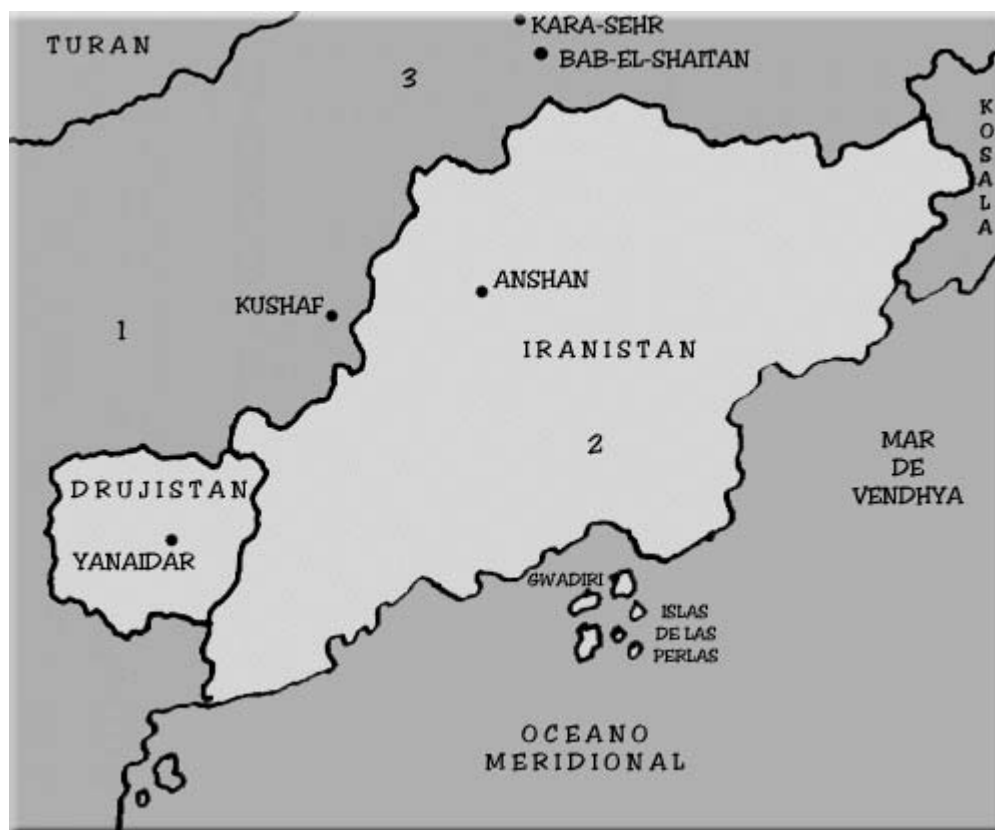 TURAN
KARA-SEHR
BAB-EL-SHAITAN
3
KOSALA
ANSHAN
KUSHAF
1
IRANISTAN
2
MAR
DE
VENDHYA
DRUJISTAN
YANAIDAR
GWADIRI
ISLAS
DE LAS
PERLAS
OCEANO
MERIDIONAL